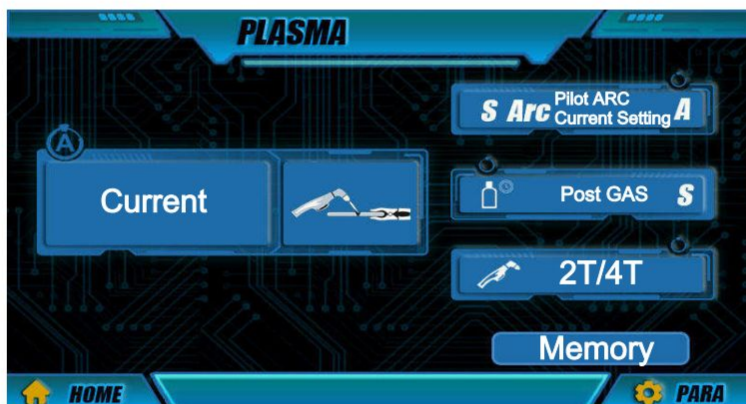 PLASMA
S Arc Pilot ARC Current Setting A
A
Current
Post GAS S
2T/4T
Memory
HOME
PARA